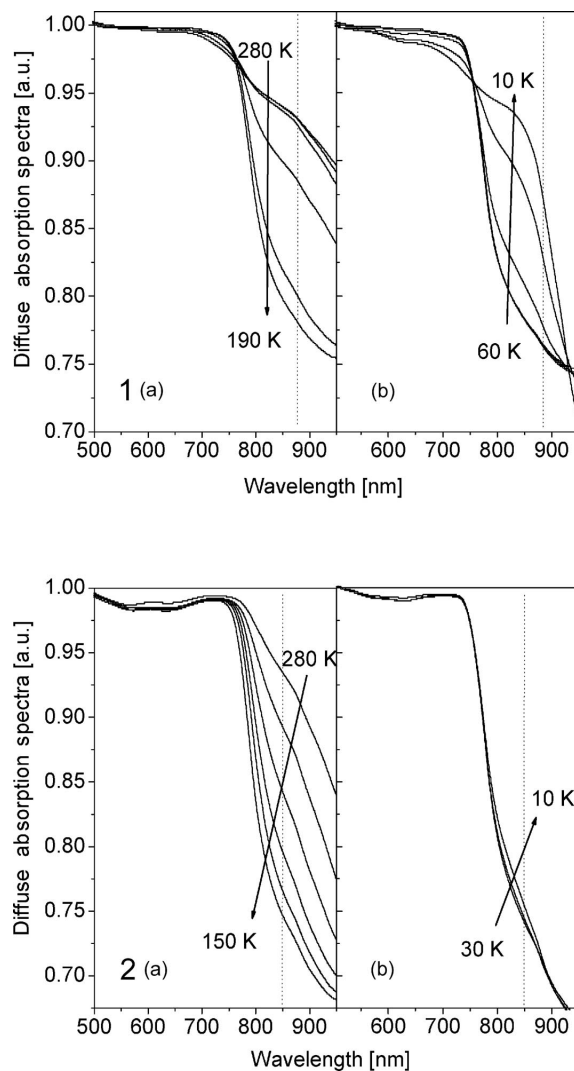 Diffuse absorption spectra [a.u.]
1.00
0.95
0.90
0.85
0.80
0.75
0.70
280 K
190 K
1 (a)
10 K
60 K
(b)
500 600 700 800 900 500 600 700 800 900
Wavelength [nm]
Diffuse absorption spectra [a.u.]
1.00
0.95
0.90
0.85
0.80
0.75
0.70
280 K
150 K
2 (a)
10 K
30 K
(b)
500 600 700 800 900 500 600 700 800 900
Wavelength [nm]